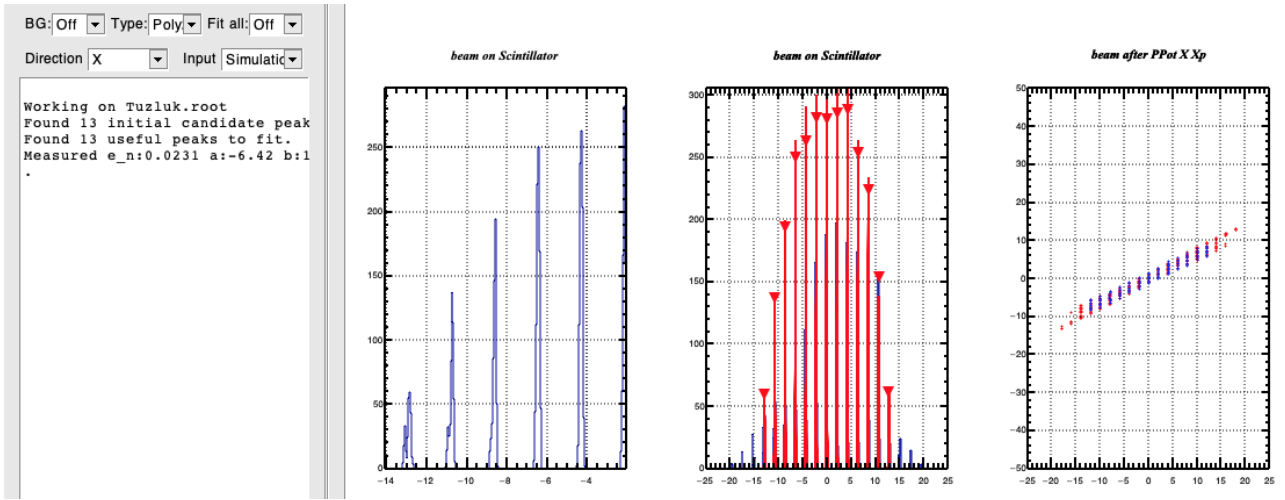 BG: Off Type: Poly Fit all: Off
Direction X Input Simulatic
Working on Tuzluk.root
Found 13 initial candidate peak
Found 13 useful peaks to fit.
Measured e_n:0.0231 a:-6.42 b:1
.
beam on Scintillator
250
200
150
100
50
0
−14 −12 −10 −8 −6 −4
beam on Scintillator
300
250
200
150
100
50
0
−25 −20 −15 −10 −5 0 5 10 15 20 25
beam after PPot X Xp
50
40
30
20
10
0
−10
−20
−30
−40
−50
−25 −20 −15 −10 −5 0 5 10 15 20 25